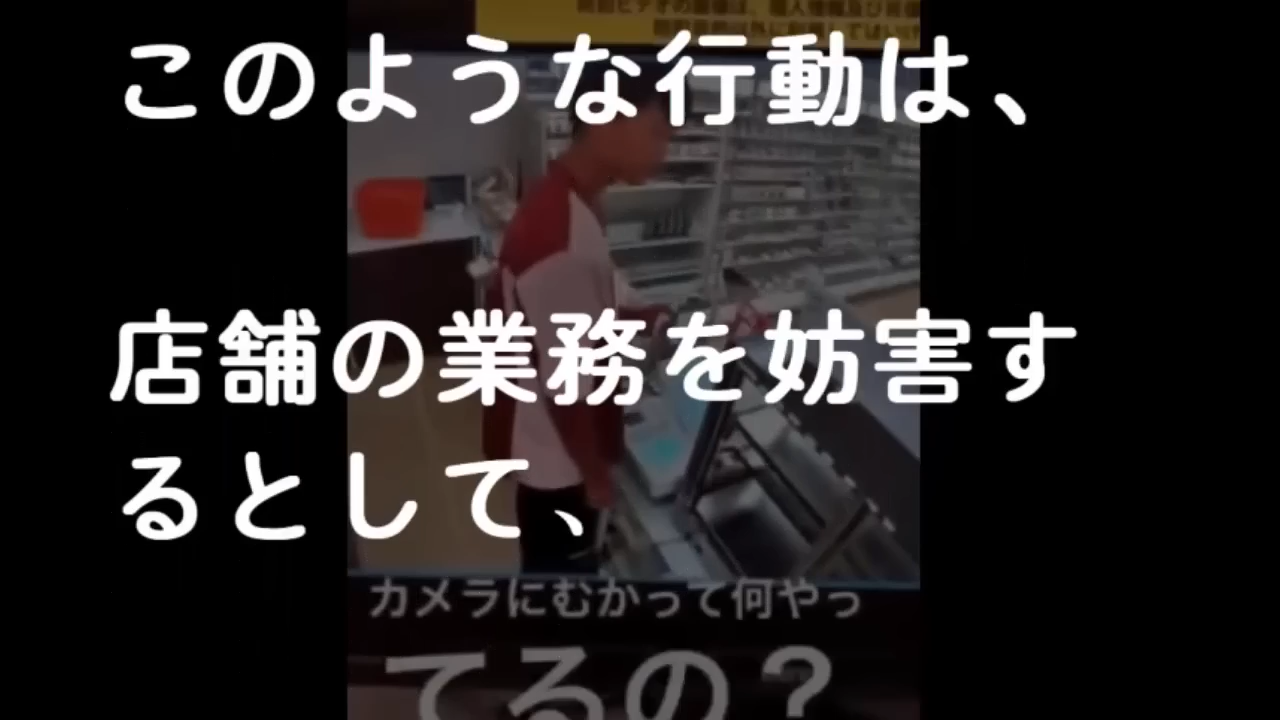 このような行動は、
店舗の業務を妨害す
るとして、
カメラにむかって何やっ
てるの？